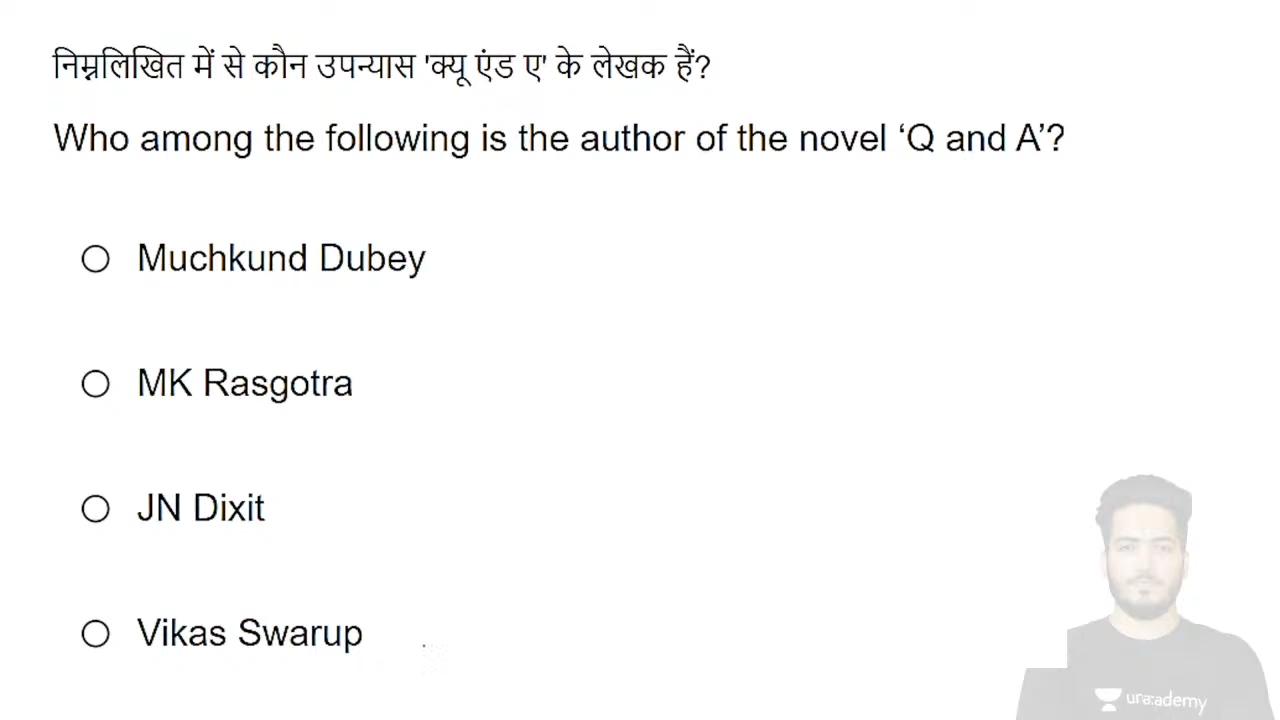 निम्नलिखित में से कौन उपन्यास 'क्यू एंड ए' के लेखक हैं?
Who among the following is the author of the novel ‘Q and A’?
Muchkund Dubey
MK Rasgotra
JN Dixit
Vikas Swarup